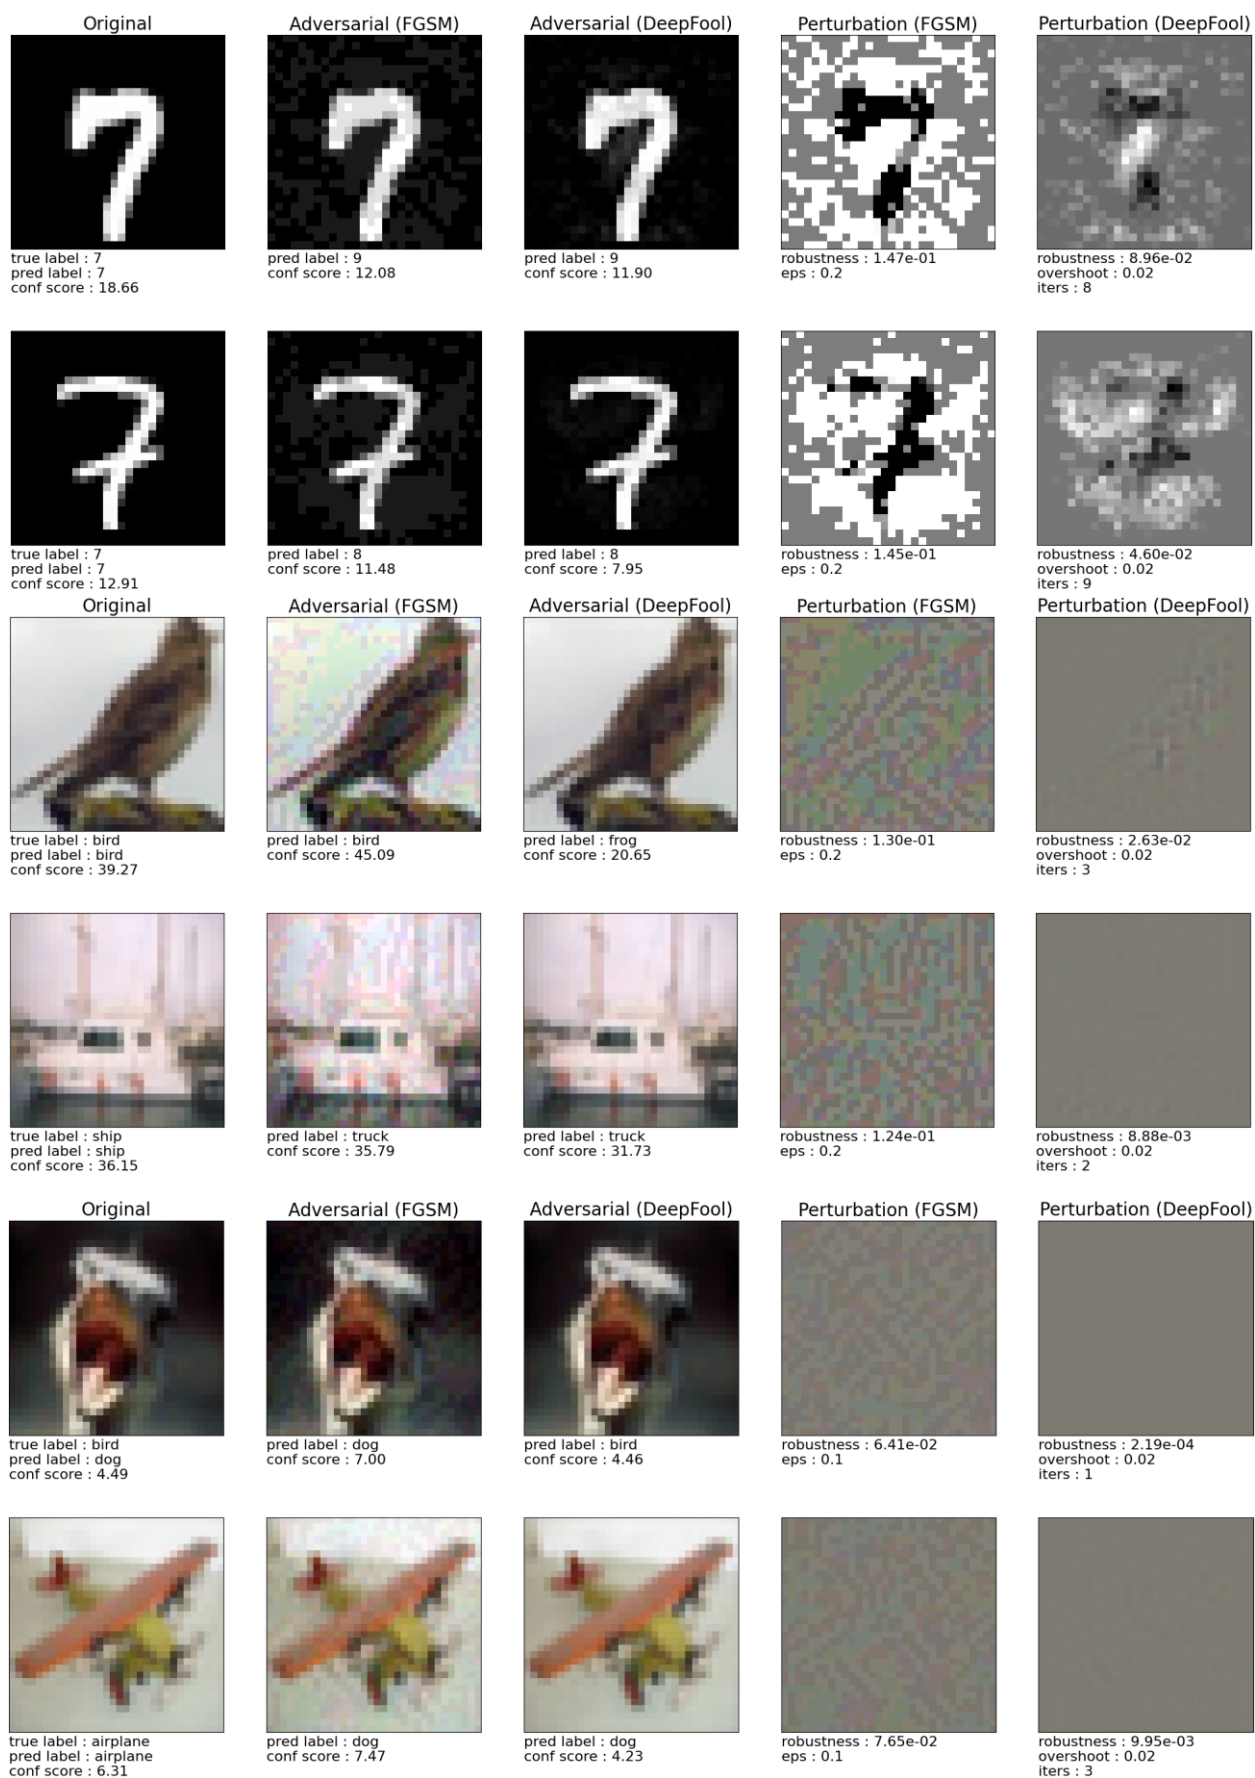 Original
Adversarial (FGSM)
Adversarial (DeepFool)
Perturbation (FGSM)
Perturbation (DeepFool)
true label : 7
pred label : 7
conf score : 18.66
pred label : 9
conf score : 12.08
pred label : 9
conf score : 11.90
robustness : 1.47e-01
eps : 0.2
robustness : 8.96e-02
overshoot : 0.02
iters : 8
true label : 7
pred label : 7
conf score : 12.91
pred label : 8
conf score : 11.48
pred label : 8
conf score : 7.95
robustness : 1.45e-01
eps : 0.2
robustness : 4.60e-02
overshoot : 0.02
iters : 9
Original
Adversarial (FGSM)
Adversarial (DeepFool)
Perturbation (FGSM)
Perturbation (DeepFool)
true label : bird
pred label : bird
conf score : 39.27
pred label : bird
conf score : 45.09
pred label : frog
conf score : 20.65
robustness : 1.30e-01
eps : 0.2
robustness : 2.63e-02
overshoot : 0.02
iters : 3
true label : ship
pred label : ship
conf score : 36.15
pred label : truck
conf score : 35.79
pred label : truck
conf score : 31.73
robustness : 1.24e-01
eps : 0.2
robustness : 8.88e-03
overshoot : 0.02
iters : 2
Original
Adversarial (FGSM)
Adversarial (DeepFool)
Perturbation (FGSM)
Perturbation (DeepFool)
true label : bird
pred label : dog
conf score : 4.49
pred label : dog
conf score : 7.00
pred label : bird
conf score : 4.46
robustness : 6.41e-02
eps : 0.1
robustness : 2.19e-04
overshoot : 0.02
iters : 1
true label : airplane
pred label : airplane
conf score : 6.31
pred label : dog
conf score : 7.47
pred label : dog
conf score : 4.23
robustness : 7.65e-02
eps : 0.1
robustness : 9.95e-03
overshoot : 0.02
iters : 3